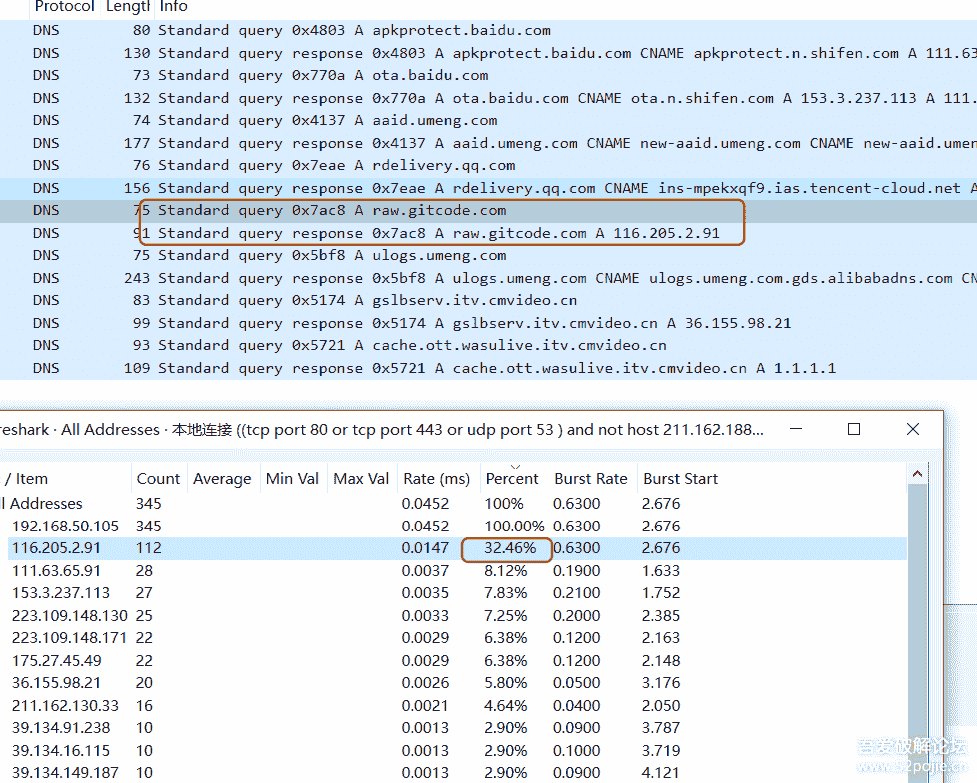 Protocol Lengtl Info
DNS 80 Standard query 0x4803 A apkprotect.baidu.com
DNS 130 Standard query response 0x4803 A apkprotect.baidu.com CNAME apkprotect.n.shifen.com A 111.63
DNS 73 Standard query 0x770a A ota.baidu.com
DNS 132 Standard query response 0x770a A ota.baidu.com CNAME ota.n.shifen.com A 153.3.237.113 A 111.
DNS 74 Standard query 0x4137 A aaid.umeng.com
DNS 177 Standard query response 0x4137 A aaid.umeng.com CNAME new-aaid.umeng.com CNAME new-aaid.umen
DNS 76 Standard query 0x7eae A rdelivery.qq.com
DNS 156 Standard query response 0x7eae A rdelivery.qq.com CNAME ins-mpekxqf9.ias.tencent-cloud.net A
DNS 75 Standard query 0x7ac8 A raw.gitcode.com
DNS 91 Standard query response 0x7ac8 A raw.gitcode.com A 116.205.2.91
DNS 75 Standard query 0x5bf8 A ulogs.umeng.com
DNS 243 Standard query response 0x5bf8 A ulogs.umeng.com CNAME ulogs.umeng.com.gds.alibabadns.com CN
DNS 83 Standard query 0x5174 A gslbserv.itv.cmvideo.cn
DNS 99 Standard query response 0x5174 A gslbserv.itv.cmvideo.cn A 36.155.98.21
DNS 93 Standard query 0x5721 A cache.ott.wasulive.itv.cmvideo.cn
DNS 109 Standard query response 0x5721 A cache.ott.wasulive.itv.cmvideo.cn A 1.1.1.1
reshark · All Addresses · 本地连接 ((tcp port 80 or tcp port 443 or udp port 53 ) and not host 211.162.188...
/ Item Count Average Min Val Max Val Rate (ms) Percent Burst Rate Burst Start
ll Addresses 345 0.0452 100% 0.6300 2.676
192.168.50.105 345 0.0452 100.00% 0.6300 2.676
116.205.2.91 112 0.0147 32.46% 0.6300 2.676
111.63.65.91 28 0.0037 8.12% 0.1900 1.633
153.3.237.113 27 0.0035 7.83% 0.2100 1.752
223.109.148.130 25 0.0033 7.25% 0.2000 2.385
223.109.148.171 22 0.0029 6.38% 0.1200 2.163
175.27.45.49 22 0.0029 6.38% 0.1200 2.148
36.155.98.21 20 0.0026 5.80% 0.0500 3.176
211.162.130.33 16 0.0021 4.64% 0.0400 2.050
39.134.91.238 10 0.0013 2.90% 0.0900 3.787
39.134.16.115 10 0.0013 2.90% 0.1000 3.719
39.134.149.187 10 0.0013 2.90% 0.0900 4.121
吾爱破解论坛
www.52pojie.cn